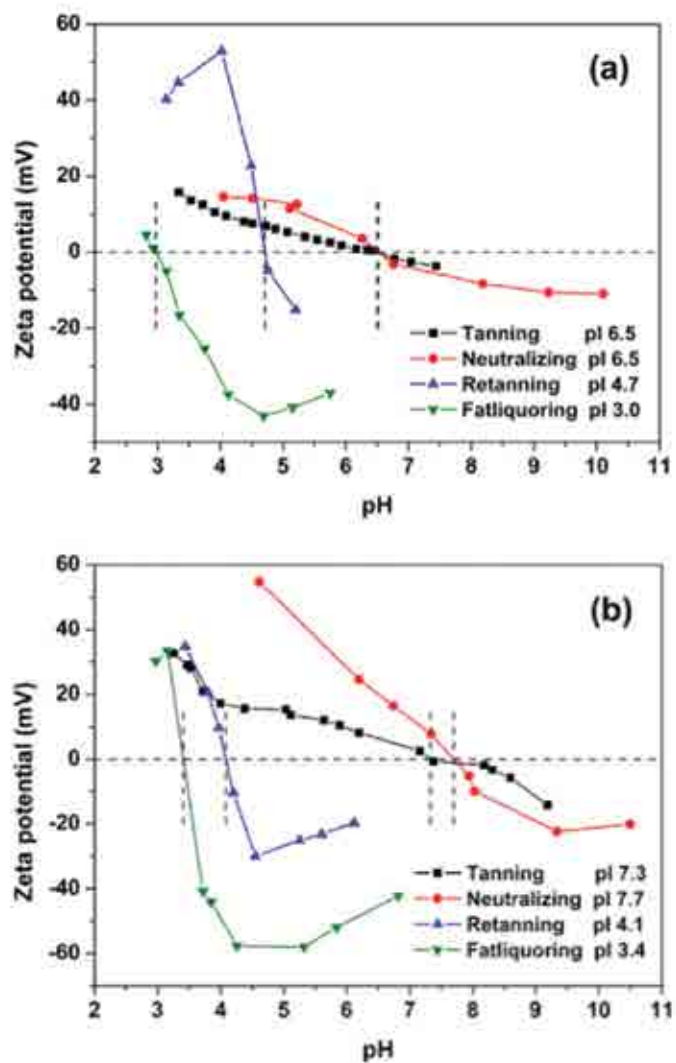 (a)
Zeta potential (mV)
60
40
20
0
-20
-40
Tanning pI 6.5
Neutralizing pI 6.5
Retanning pI 4.7
Fatliquoring pI 3.0
2 3 4 5 6 7 8 9 10 11
pH
(b)
Zeta potential (mV)
60
40
20
0
-20
-40
-60
Tanning pI 7.3
Neutralizing pI 7.7
Retanning pI 4.1
Fatliquoring pI 3.4
2 3 4 5 6 7 8 9 10 11
pH